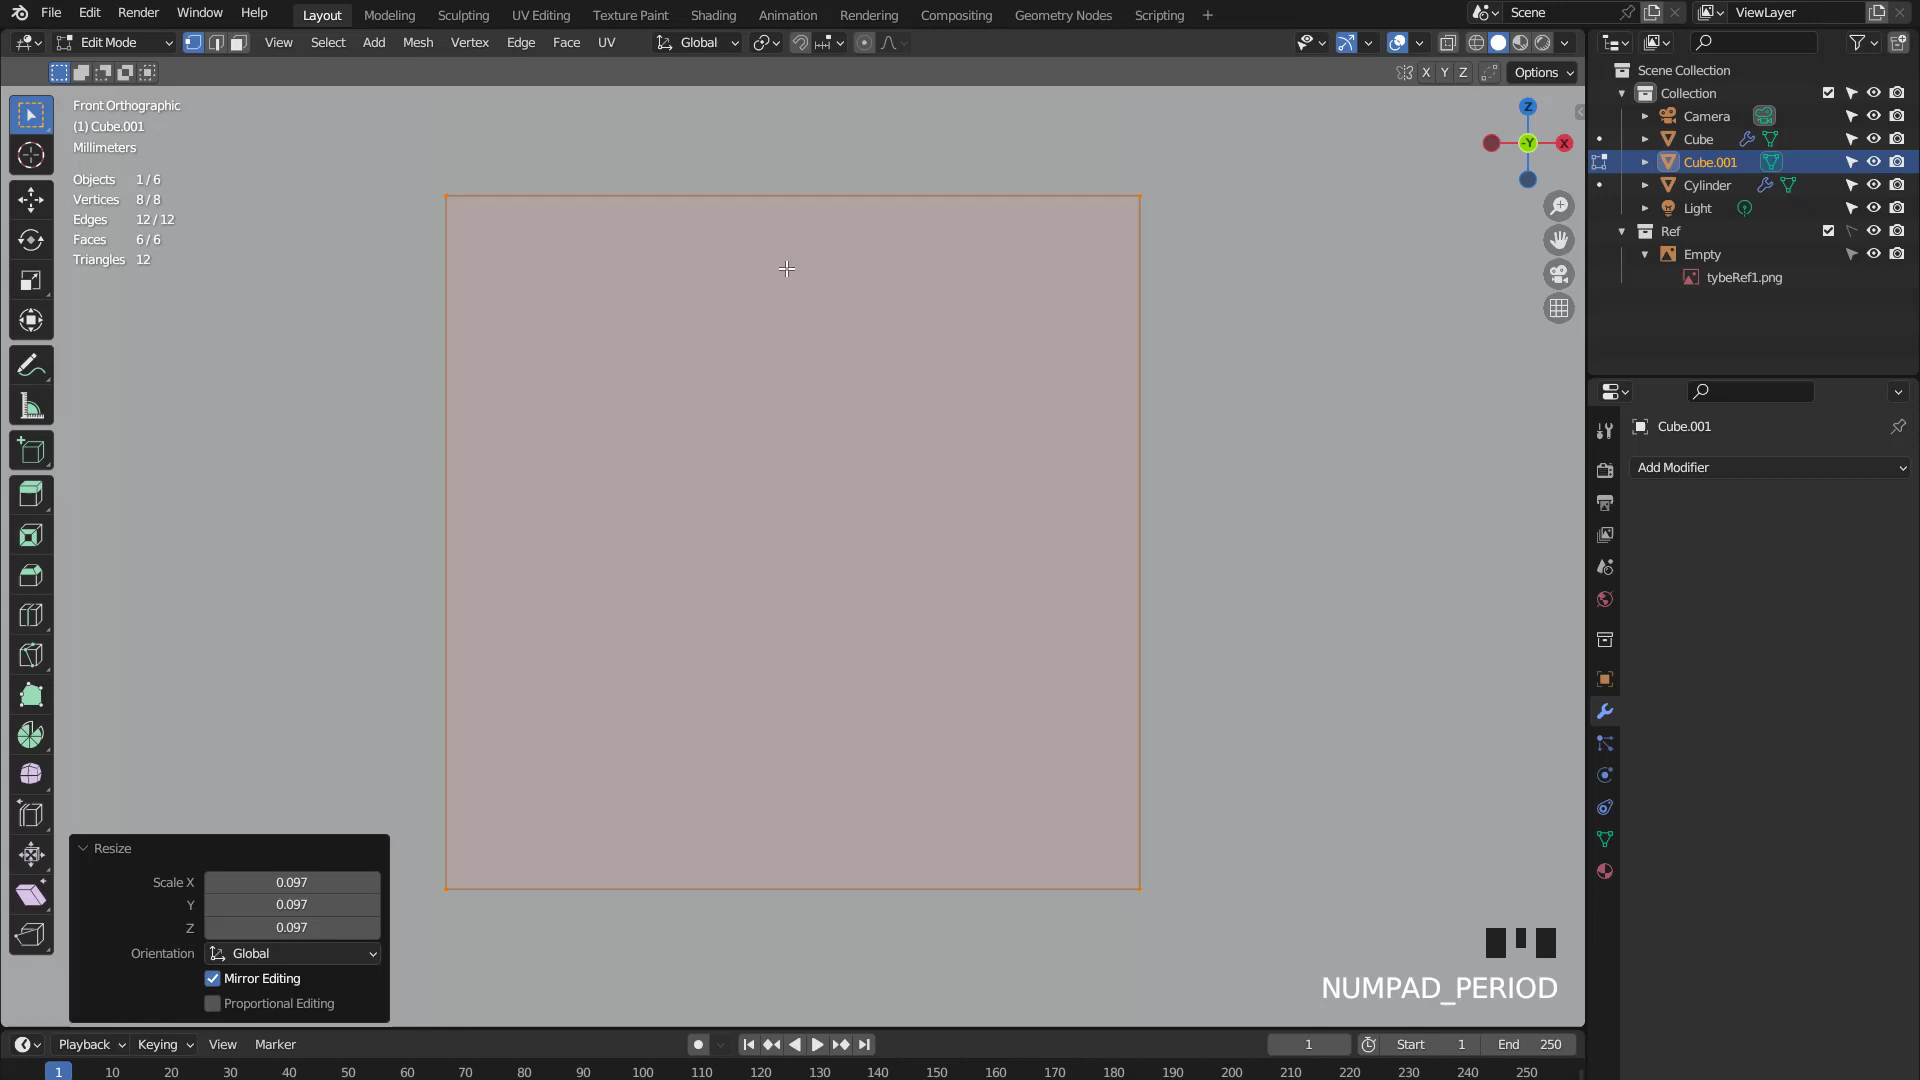 File Edit Render Window Help Layout Modeling Sculpting UV Editing Texture Paint Shading Animation Rendering Compositing Geometry Nodes Scripting + Scene ViewLayer
Edit Mode View Select Add Mesh Vertex Edge Face UV Global
X Y Z Options
Front Orthographic
(1) Cube.001
Millimeters
Objects 1/6
Vertices 8/8
Edges 12/12
Faces 6/6
Triangles 12
Z
-Y X
Scene Collection
Collection
Camera
Cube
Cube.001
Cylinder
Light
Ref
Empty
tybeRef1.png
Cube.001
Add Modifier
Resize
Scale X 0.097
Y 0.097
Z 0.097
Orientation Global
Mirror Editing
Proportional Editing
NUMPAD_PERIOD
Playback Keying View Marker 1 Start 1 End 250
1 10 20 30 40 50 60 70 80 90 100 110 120 130 140 150 160 170 180 190 200 210 220 230 240 250